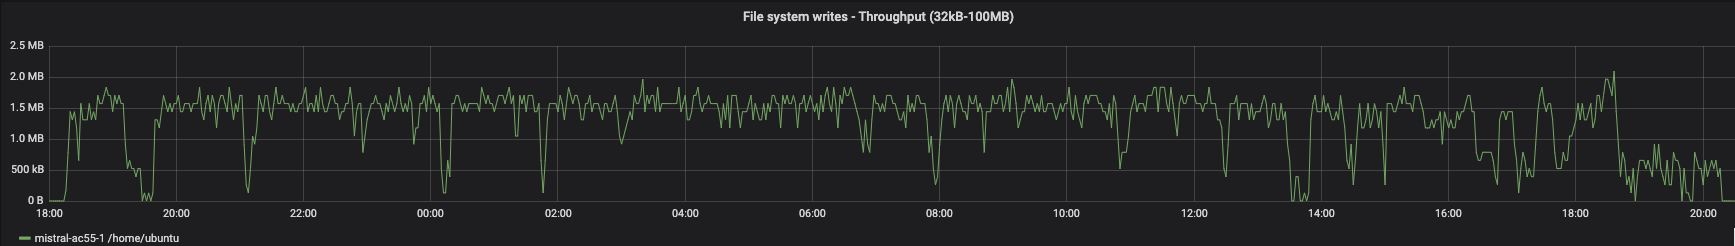 File system writes - Throughput (32kB-100MB)
2.5 MB
2.0 MB
1.5 MB
1.0 MB
500 kB
0 B
18:00 20:00 22:00 00:00 02:00 04:00 06:00 08:00 10:00 12:00 14:00 16:00 18:00 20:00
mistral-ac55-1 /home/ubuntu